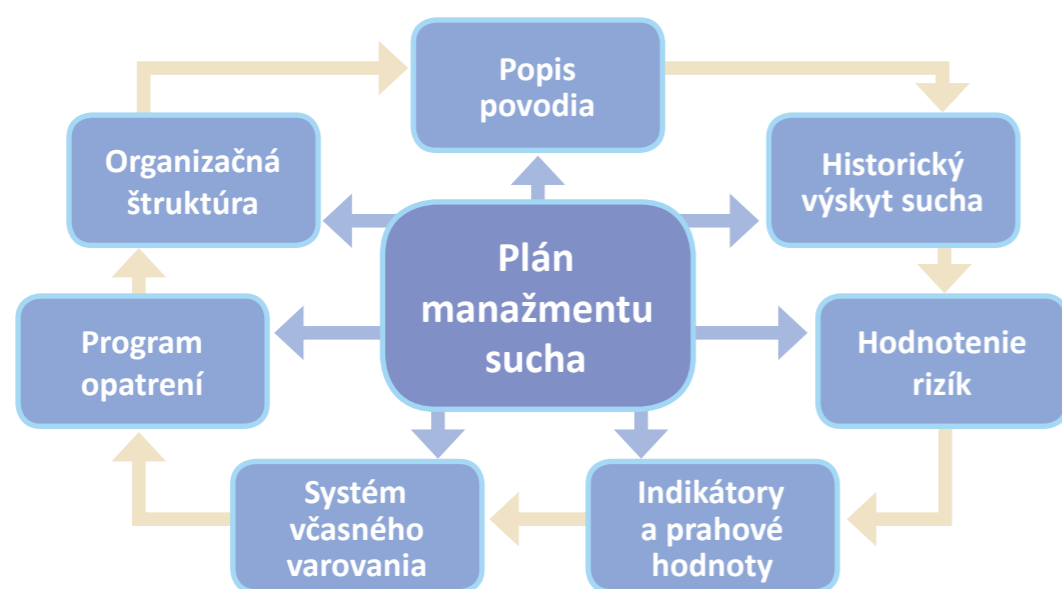 Popis
povodia
Historický
výskyt sucha
Hodnotenie
rizík
Indikátory
a prahové
hodnoty
Systém
včasného
varovania
Program
opatrení
Organizačná
štruktúra
Plán
manažmentu
sucha